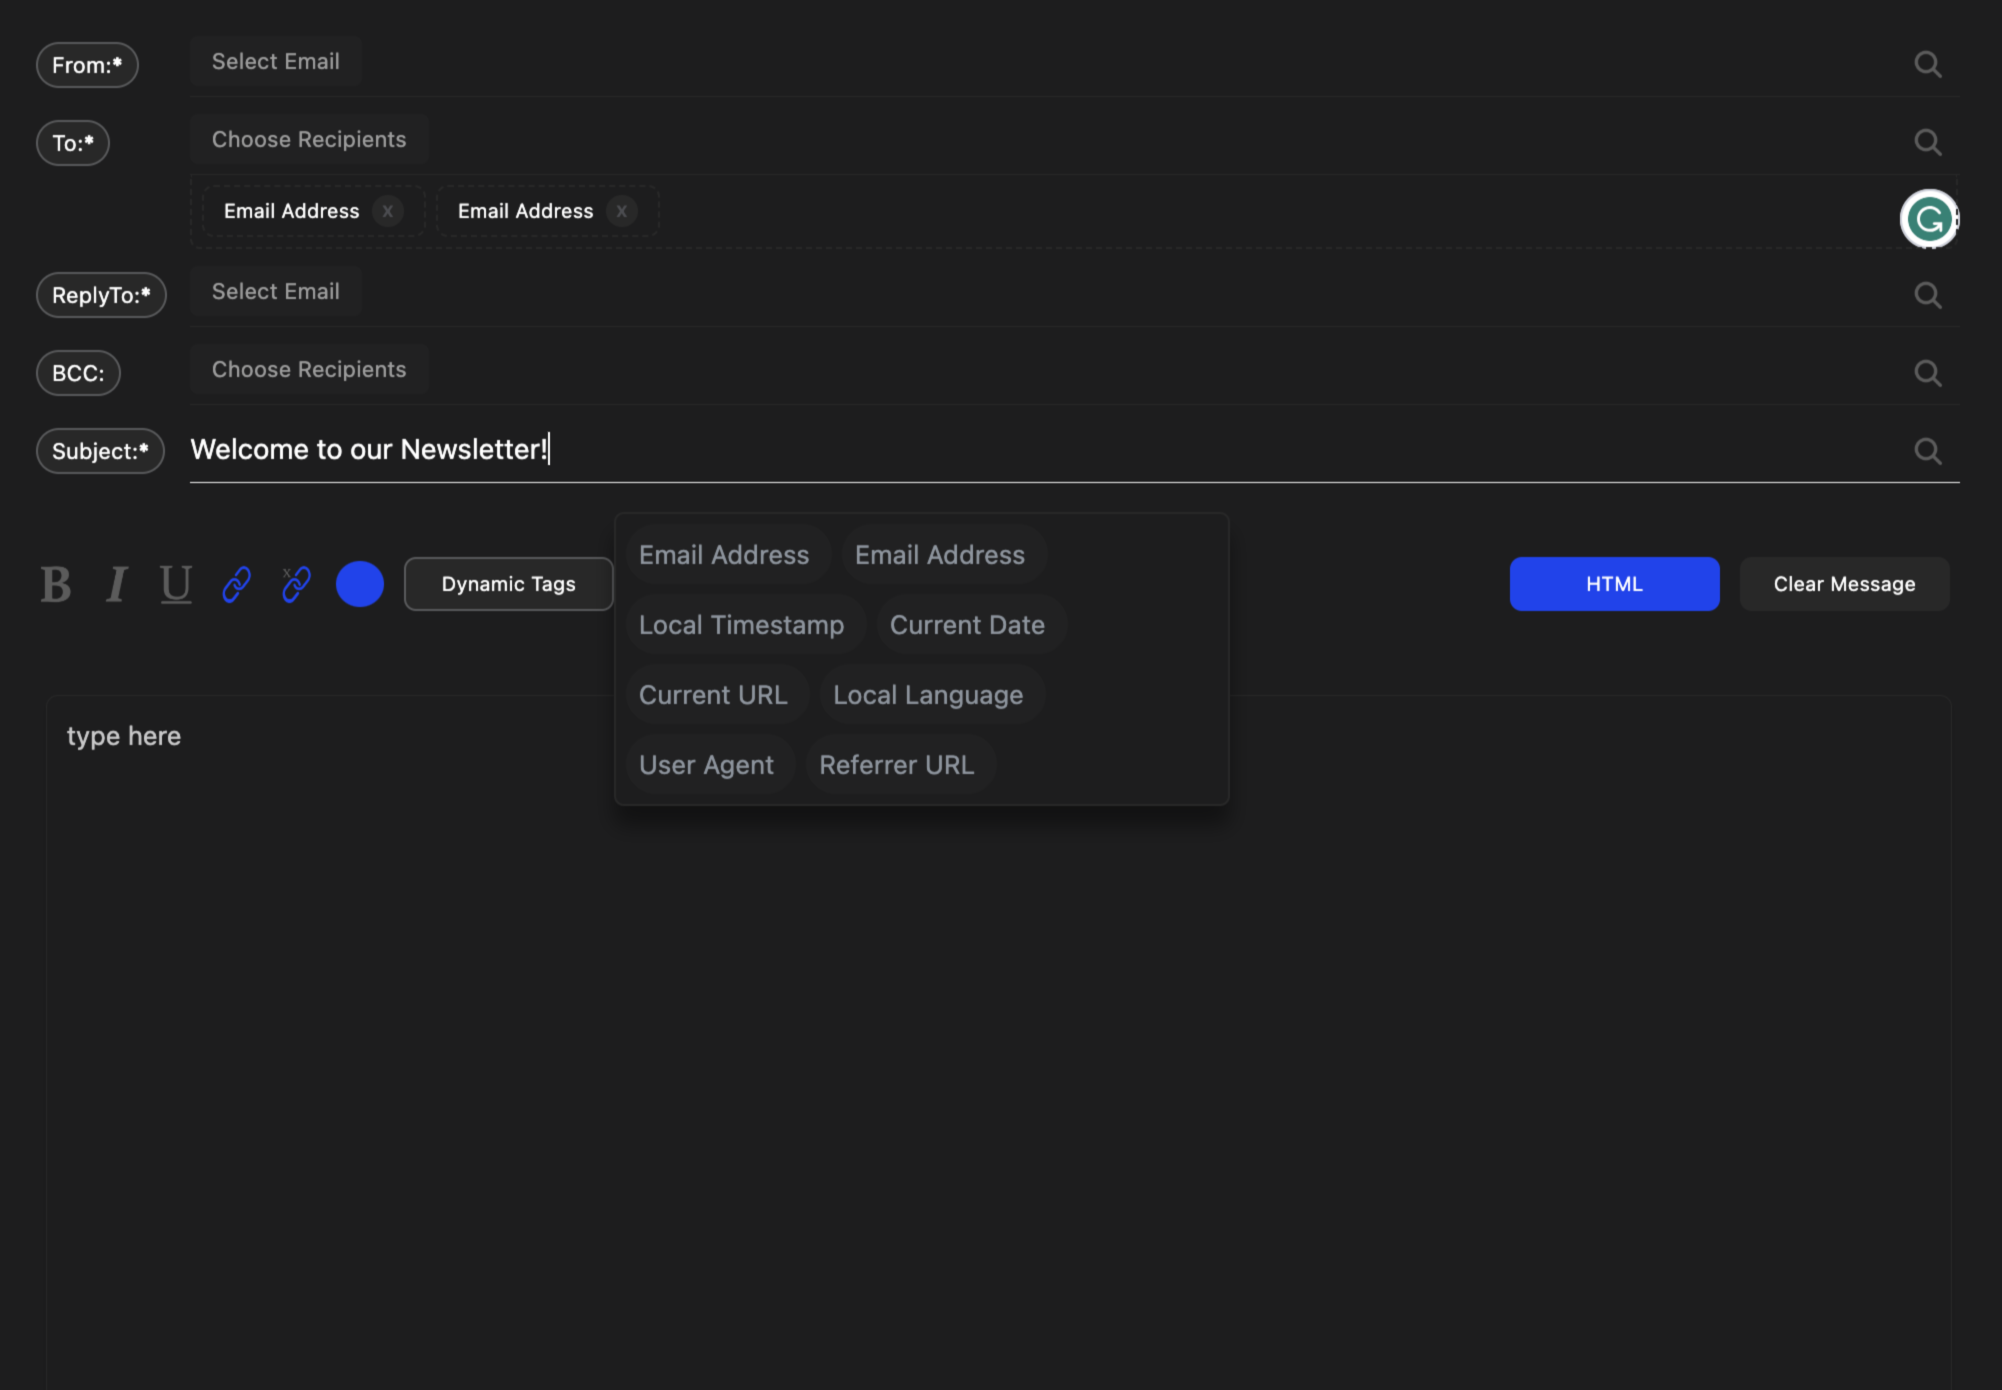 From:* Select Email
To:* Choose Recipients
Email Address x Email Address x
ReplyTo:* Select Email
BCC: Choose Recipients
Subject:* Welcome to our Newsletter!
B I U x Dynamic Tags HTML Clear Message
Email Address Email Address
Local Timestamp Current Date
Current URL Local Language
User Agent Referrer URL
type here